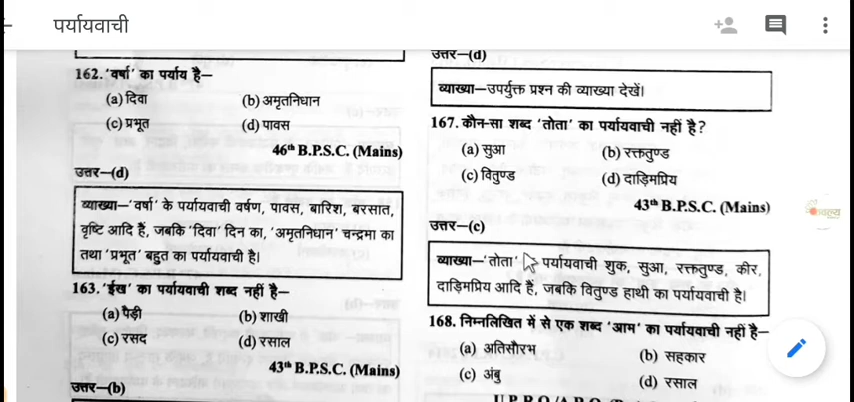 पर्यायवाची
162. 'वर्षा' का पर्याय है—
(a) दिवा (b) अमृतनिधान
(c) प्रभूत (d) पावस
46th B.P.S.C. (Mains)
उत्तर—(d)
व्याख्या—'वर्षा' के पर्यायवाची वर्षण, पावस, बारिश, बरसात,
वृष्टि आदि हैं, जबकि 'दिवा' दिन का, 'अमृतनिधान' चन्द्रमा का
तथा 'प्रभूत' बहुत का पर्यायवाची है।
163. 'ईख' का पर्यायवाची शब्द नहीं है—
(a) पैड़ी (b) शाखी
(c) रसद (d) रसाल
43th B.P.S.C. (Mains)
उत्तर—(b)
उत्तर—(d)
व्याख्या—उपर्युक्त प्रश्न की व्याख्या देखें।
167. कौन-सा शब्द 'तोता' का पर्यायवाची नहीं है?
(a) सुआ (b) रक्ततुण्ड
(c) वितुण्ड (d) दाड़िमप्रिय
43th B.P.S.C. (Mains)
उत्तर—(c)
व्याख्या—'तोता' पर्यायवाची शुक, सुआ, रक्ततुण्ड, कीर,
दाड़िमप्रिय आदि हैं, जबकि वितुण्ड हाथी का पर्यायवाची है।
168. निम्नलिखित में से एक शब्द 'आम' का पर्यायवाची नहीं है—
(a) अतिसौरभ (b) सहकार
(c) अंबु (d) रसाल